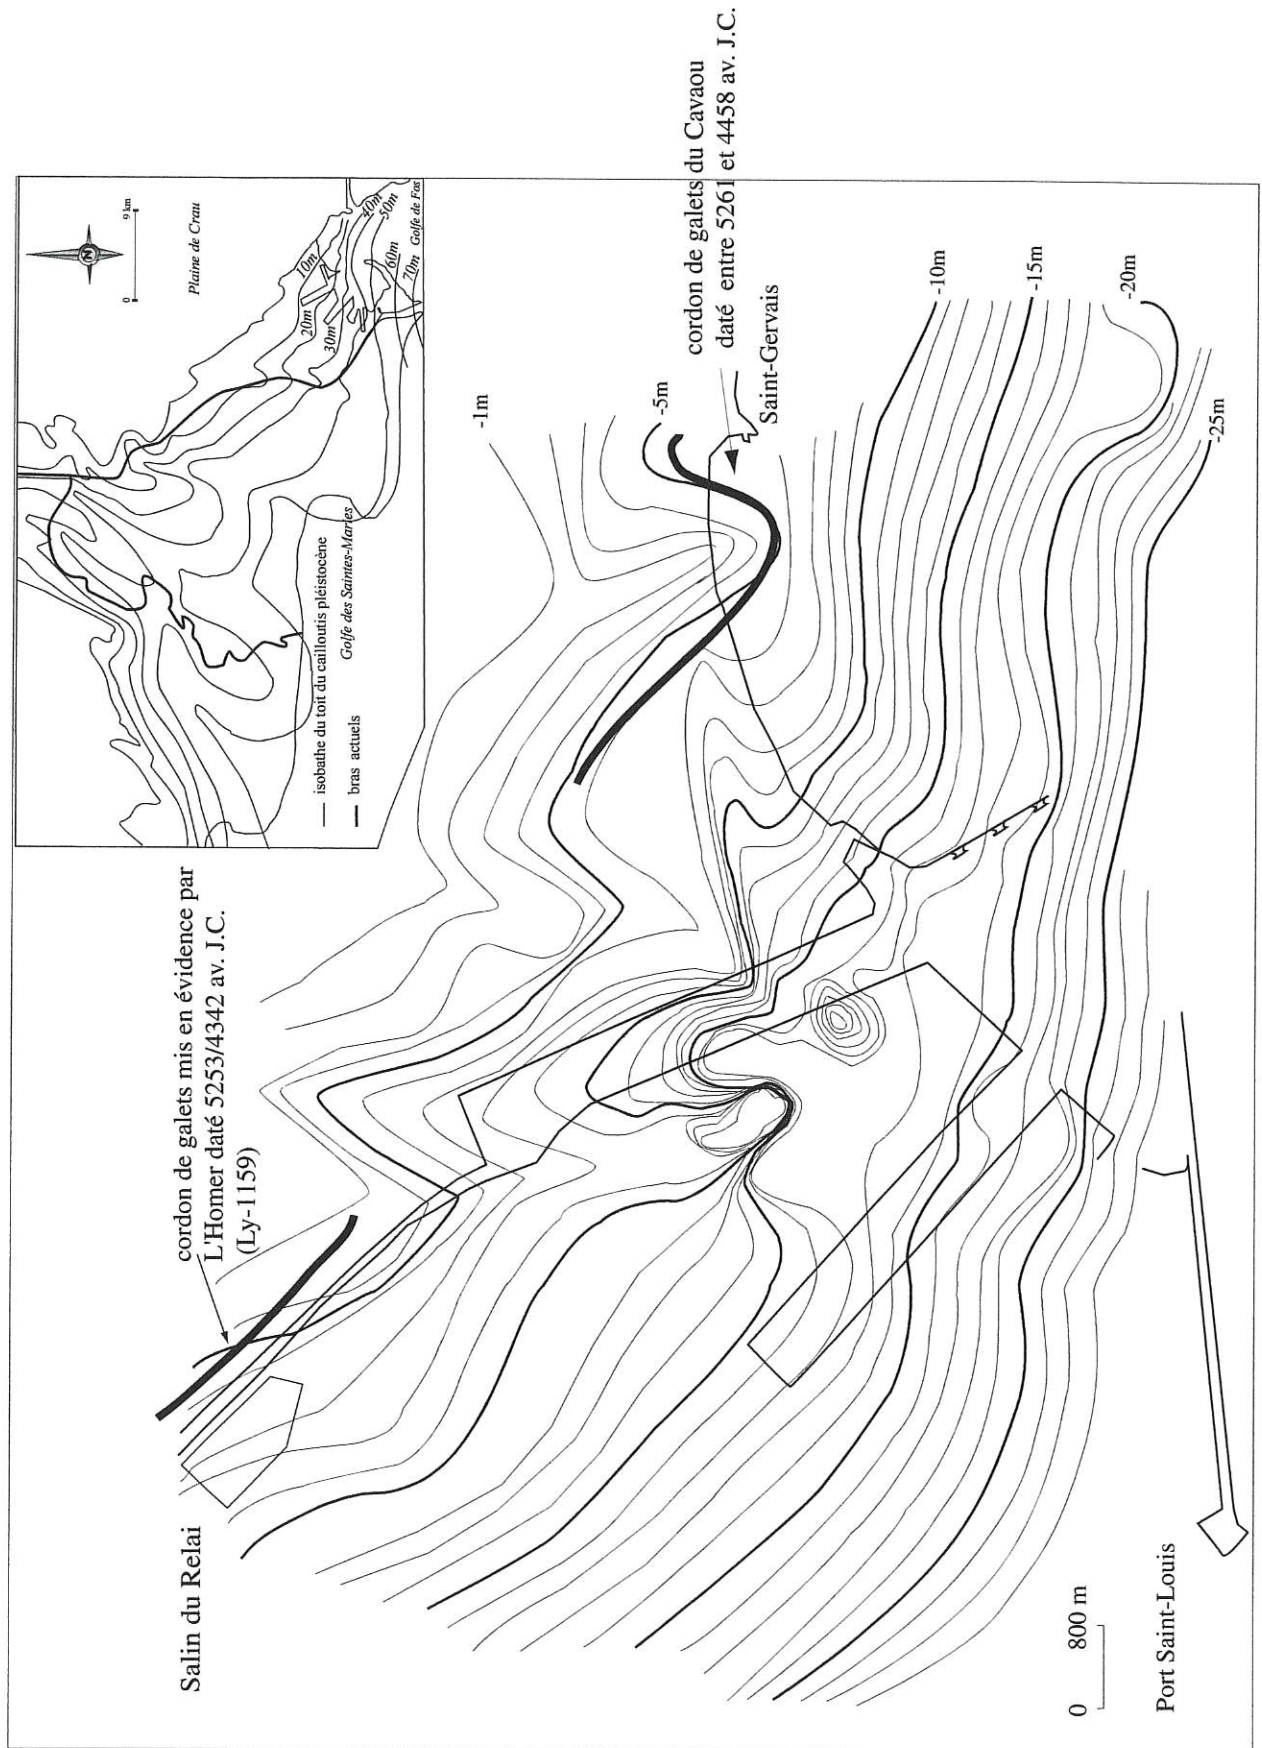 cordon de galets mis en évidence par
L'Homer daté 5253/4342 av. J.C.
(Ly-1159)
Salin du Relai
N
0 9 km
Plaine de Crau
10m
20m
30m
40m
50m
60m
70m
Golfe de Fos
isobathe du toit du cailloutis pléistocène
Golfe des Saintes-Maries
bras actuels
-1m
-5m
cordon de galets du Cavaou
daté entre 5261 et 4458 av. J.C.
Saint-Gervais
-10m
-15m
-20m
-25m
0 800 m
Port Saint-Louis